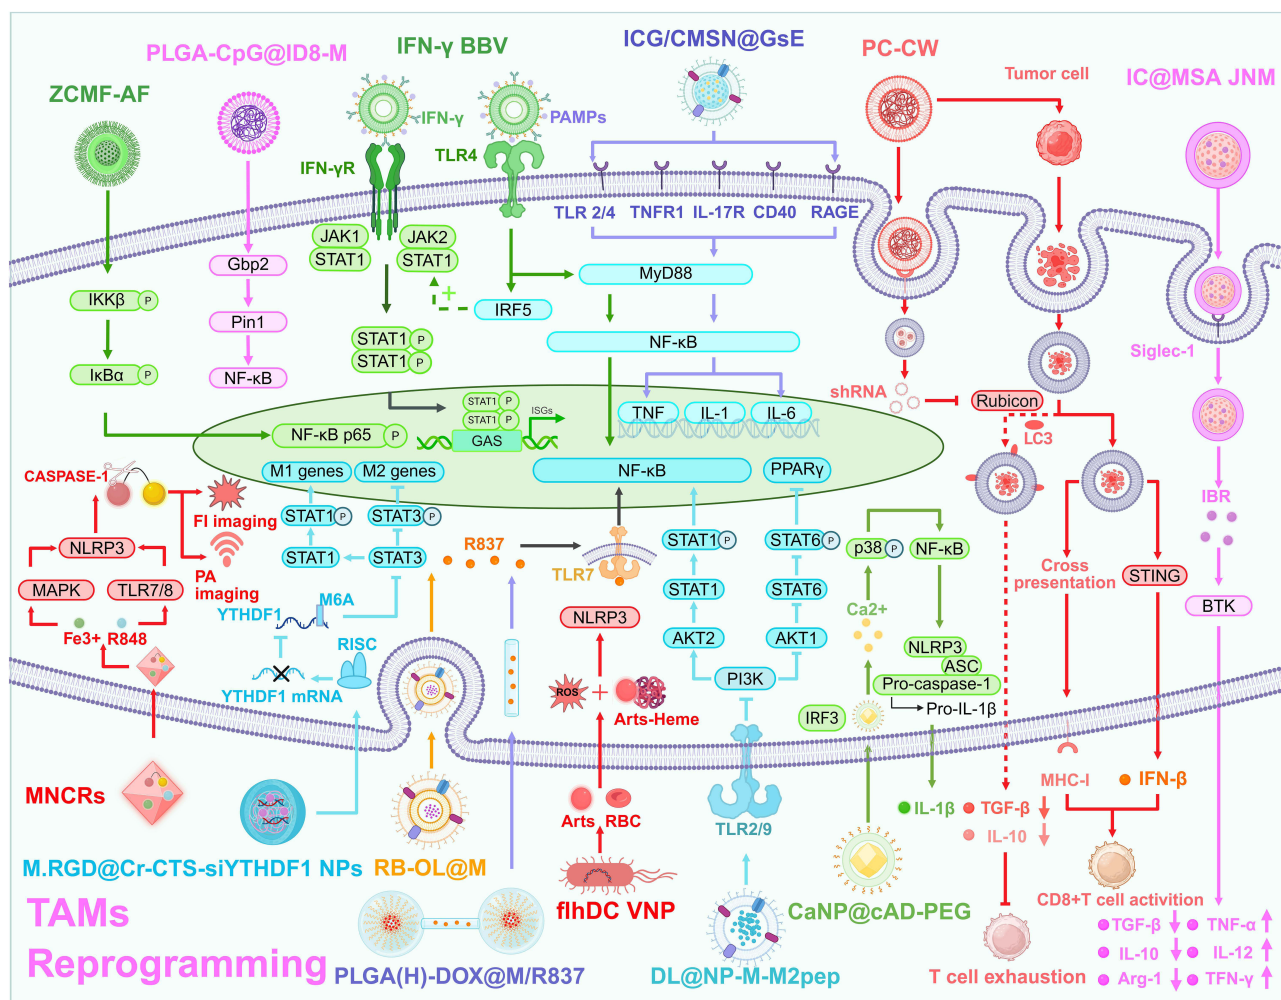 ICG/CMSN@GsE
IFN-γ BBV
PC-CW
PLGA-CpG@ID8-M
Tumor cell
IC@MSA JNM
ZCMF-AF
IFN-γ
PAMPs
IFN-γR
TLR4
TLR 2/4
TNFR1
IL-17R
CD40
RAGE
JAK1
STAT1
JAK2
STAT1
Gbp2
MyD88
IKKβ
P
+
IRF5
Pin1
STAT1
P
STAT1
P
NF-κB
Siglec-1
IκBα
P
NF-κB
shRNA
Rubicon
LC3
STAT1
P
STAT1
P
ISGs
GAS
TNF
IL-1
IL-6
NF-κB p65
P
M1 genes
M2 genes
NF-κB
PPARγ
CASPASE-1
IBR
FI imaging
STAT1
P
STAT3
P
R837
TLR7
STAT1
P
STAT6
P
p38
P
NF-κB
NLRP3
STAT1
STAT3
PA
imaging
Cross
presentation
STING
MAPK
TLR7/8
STAT1
STAT6
BTK
M6A
YTHDF1
Ca2+
NLRP3
Fe3+
R848
AKT2
AKT1
RISC
NLRP3
ASC
YTHDF1 mRNA
PI3K
Pro-caspase-1
ROS
+
Arts-Heme
Pro-IL-1β
IRF3
MNCRs
MHC-I
IFN-β
Arts
RBC
IL-1β
TGF-β
TLR2/9
IL-10
M.RGD@Cr-CTS-siYTHDF1 NPs
RB-OL@M
flhDC VNP
CaNP@cAD-PEG
CD8+T cell activition
TAMs
Reprogramming
TGF-β
TNF-α
IL-10
IL-12
PLGA(H)-DOX@M/R837
DL@NP-M-M2pep
T cell exhaustion
Arg-1
TFN-γ